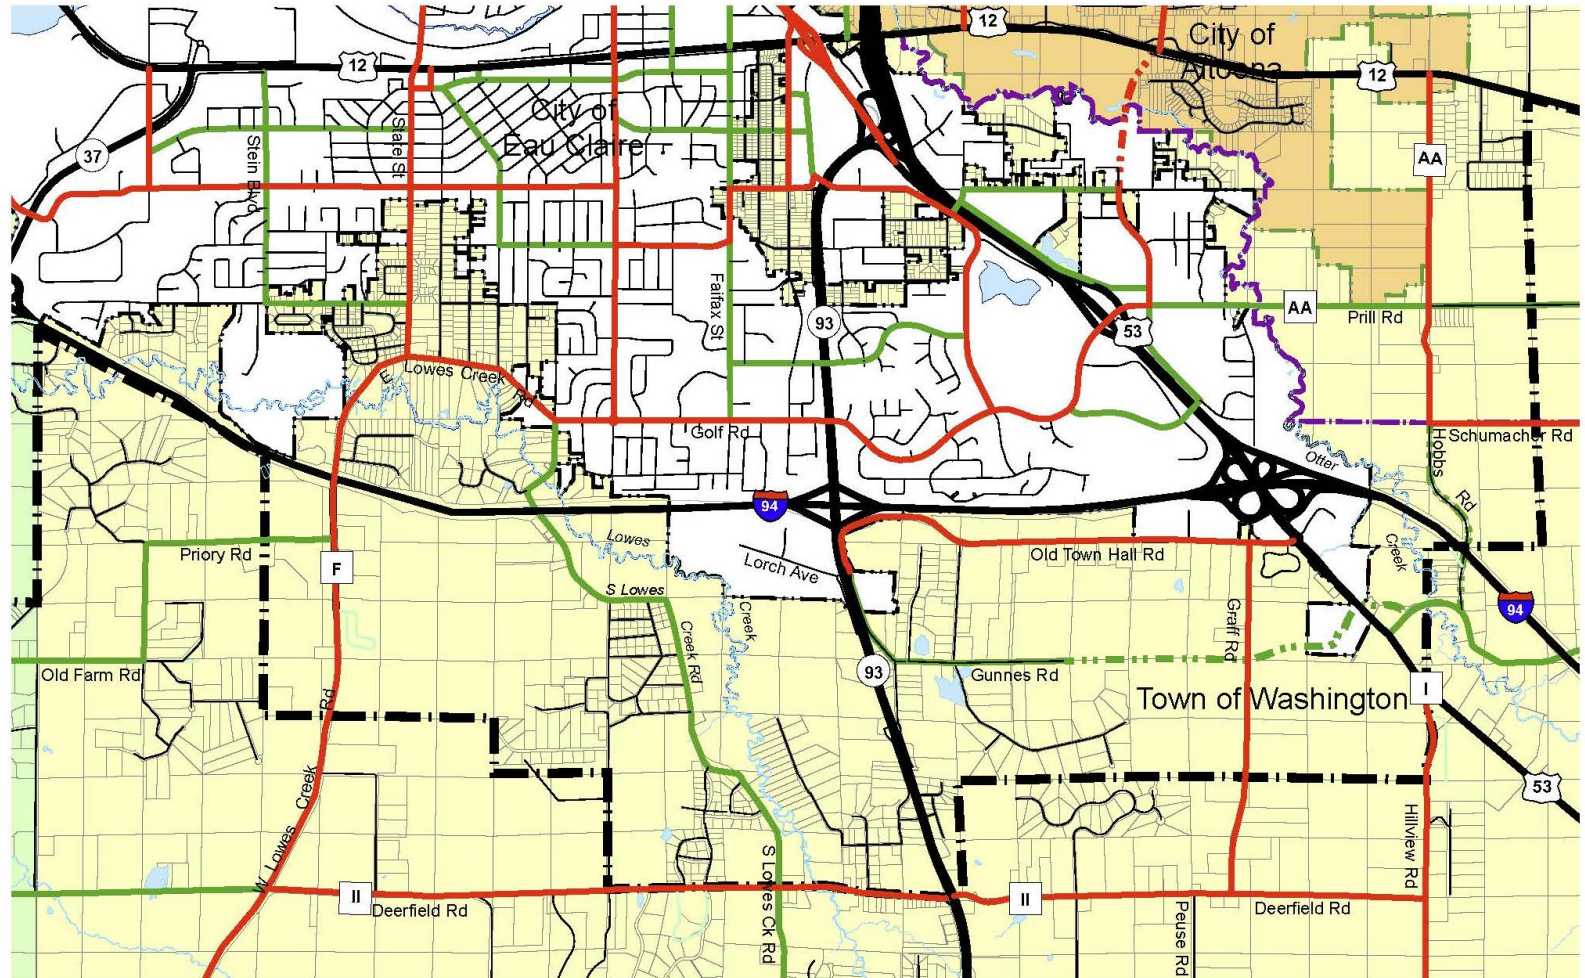 12
City of
Altoona
12
12
City of
Eau Claire
37
Stein Blvd
State St
AA
Faifax St
93
53
AA
Prill Rd
E Lowes Creek Rd
Golf Rd
Schumacher Rd
Otter
Creek
Hobbs Rd
94
Lowes
Creek
Lorch Ave
Old Town Hall Rd
Priory Rd
F
S Lowes
Creek Rd
Graff Rd
94
93
Old Farm Rd
Gunnes Rd
Town of Washington
I
W Lowes Creek Rd
53
Hillview Rd
S Lowes Ck Rd
II
Deerfield Rd
II
Peuse Rd
Deerfield Rd